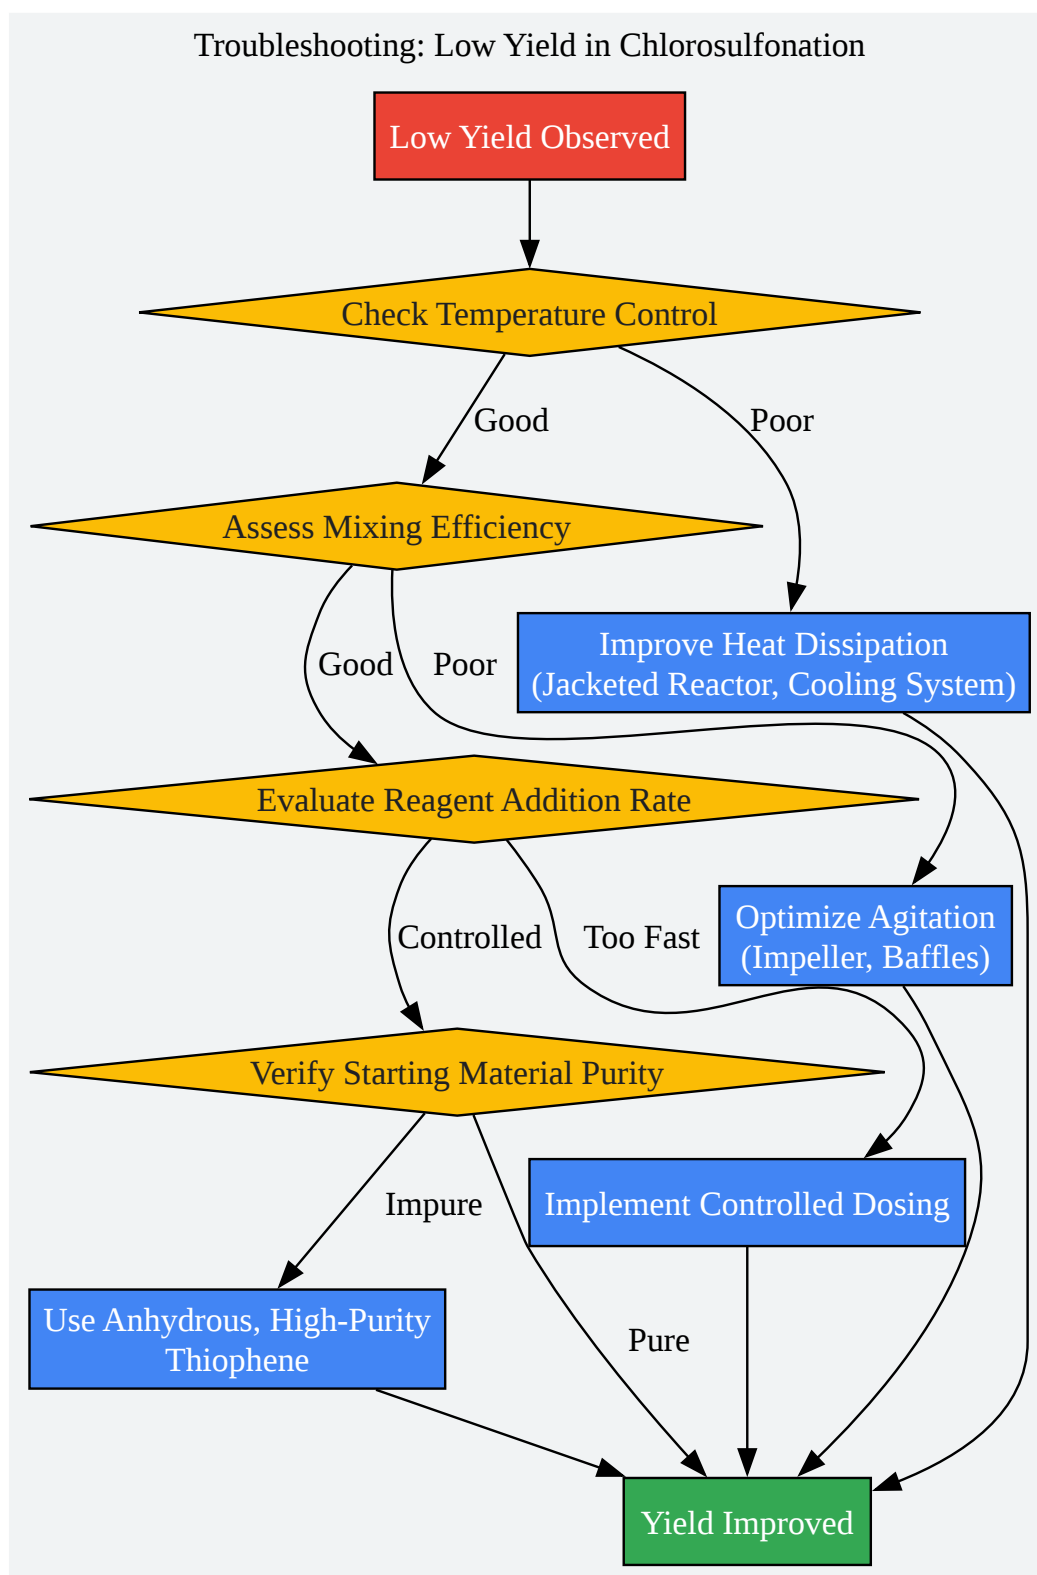 Troubleshooting: Low Yield in Chlorosulfonation
Low Yield Observed
Check Temperature Control
Good
Poor
Assess Mixing Efficiency
Improve Heat Dissipation
(Jacketed Reactor, Cooling System)
Good
Poor
Evaluate Reagent Addition Rate
Optimize Agitation
(Impeller, Baffles)
Controlled
Too Fast
Verify Starting Material Purity
Impure
Implement Controlled Dosing
Use Anhydrous, High-Purity
Thiophene
Pure
Yield Improved